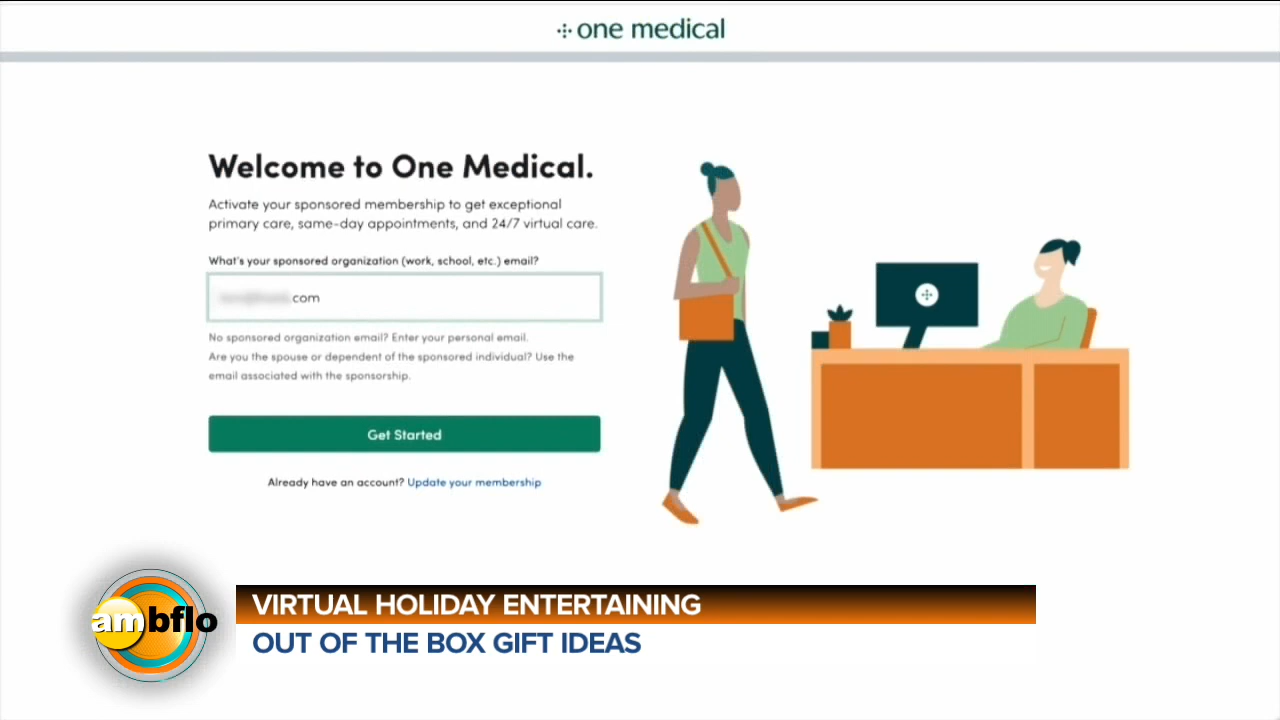 one medical
Welcome to One Medical.
Activate your sponsored membership to get exceptional
primary care, same-day appointments, and 24/7 virtual care.
What's your sponsored organization (work, school, etc.) email?
.com
No sponsored organization email? Enter your personal email.
Are you the spouse or dependent of the sponsored individual? Use the
email associated with the sponsorship.
Get Started
Already have an account? Update your membership
am bflo
VIRTUAL HOLIDAY ENTERTAINING
OUT OF THE BOX GIFT IDEAS